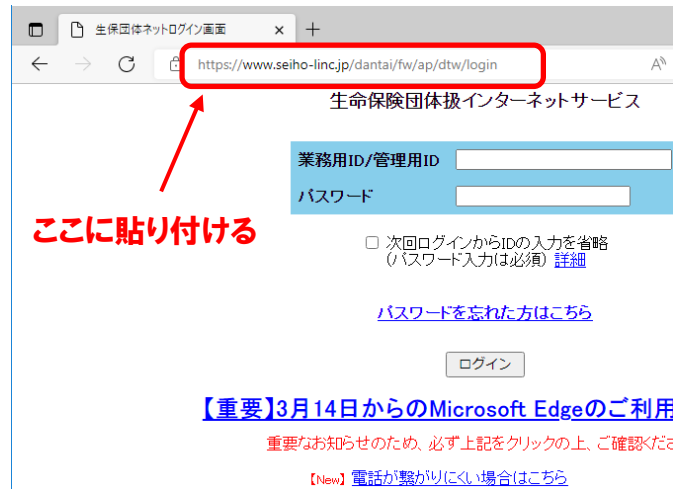 生保団体ネットログイン画面
https://www.seiho-linc.jp/dantai/fw/ap/dtw/login
生命保険団体扱インターネットサービス
業務用ID/管理用ID
パスワード
ここに貼り付ける
次回ログインからIDの入力を省略
(パスワード入力は必須) 詳細
パスワードを忘れた方はこちら
ログイン
【重要】3月14日からのMicrosoft Edgeのご利用
重要なお知らせのため、必ず上記をクリックの上、ご確認くださ
【New】電話が繋がりにくい場合はこちら